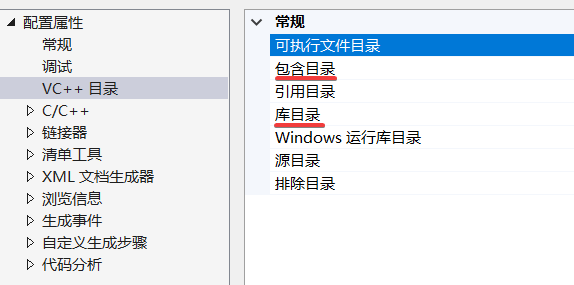 配置属性
常规
调试
VC++ 目录
C/C++
链接器
清单工具
XML 文档生成器
浏览信息
生成事件
自定义生成步骤
代码分析
常规
可执行文件目录
包含目录
引用目录
库目录
Windows 运行库目录
源目录
排除目录